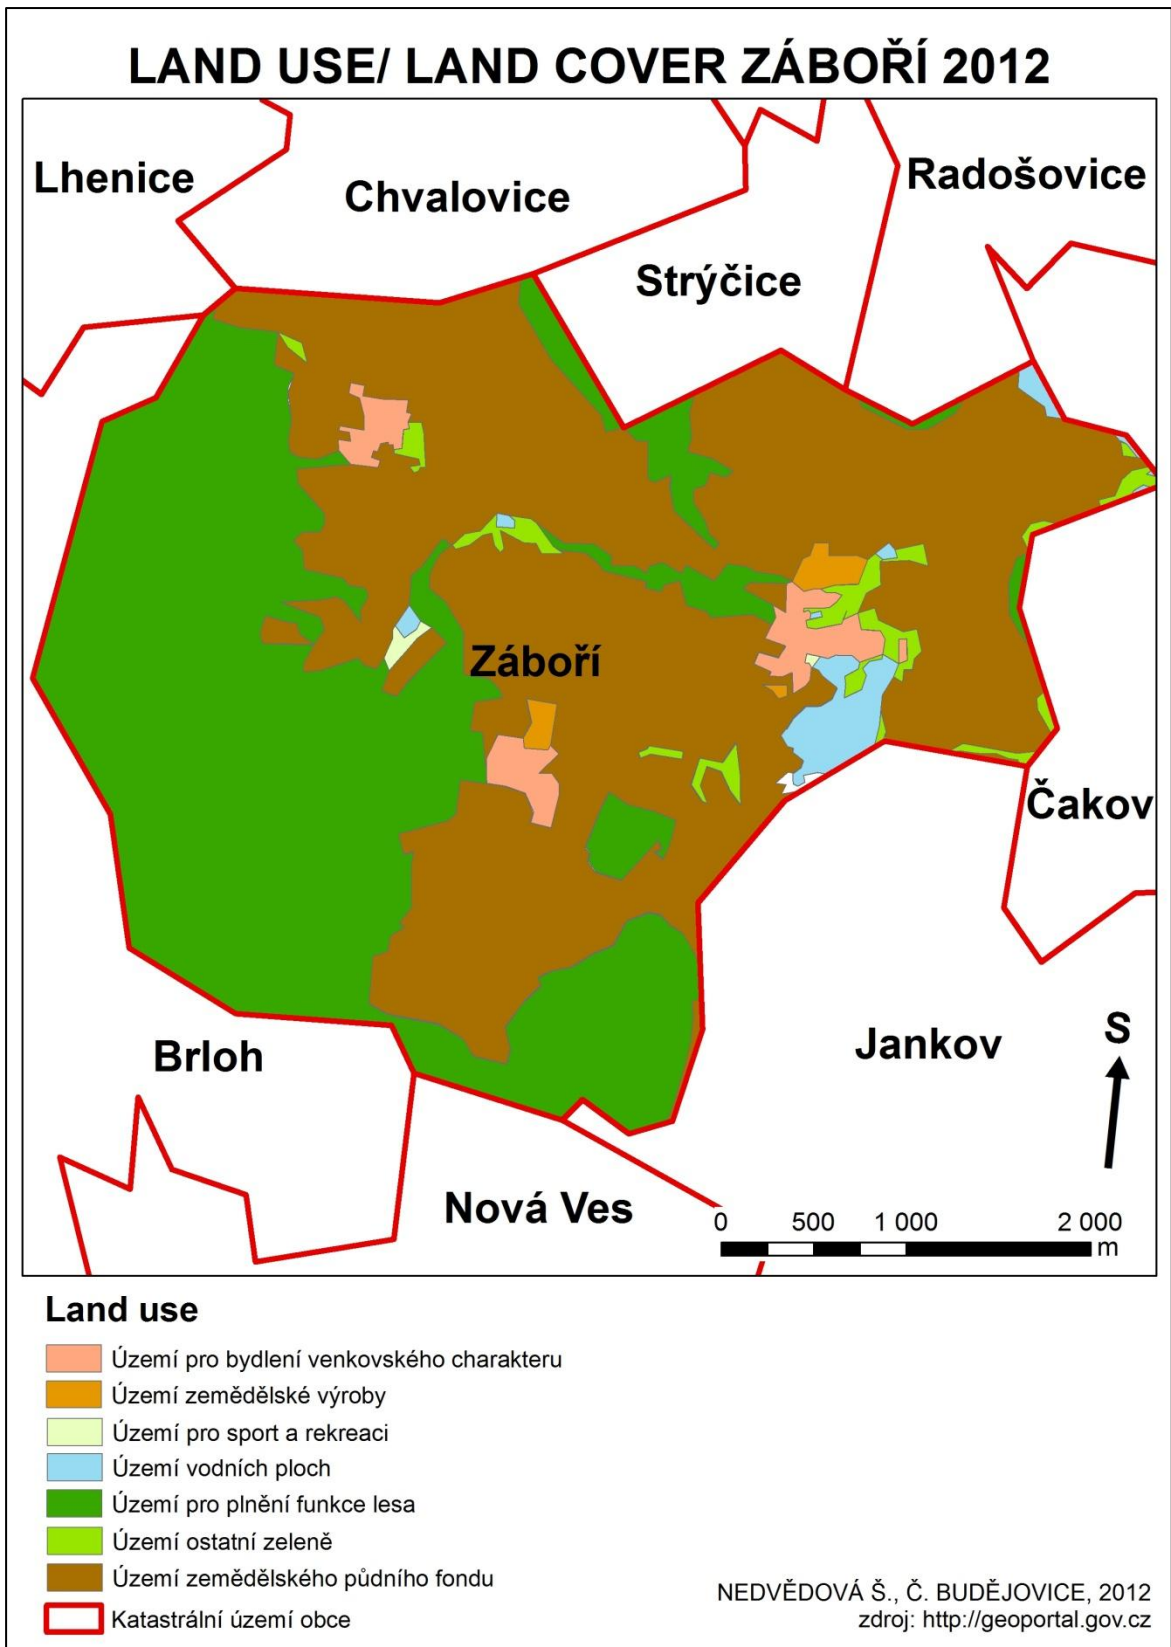 LAND USE/ LAND COVER ZÁBOŘÍ 2012
Lhenice
Chvalovice
Radošovice
Strýčice
Záboří
Čakov
Brloh
Jankov
S
Nová Ves
0 500 1 000 2 000
m
Land use
Území pro bydlení venkovského charakteru
Území zemědělské výroby
Území pro sport a rekreaci
Území vodních ploch
Území pro plnění funkce lesa
Území ostatní zeleně
Území zemědělského půdního fondu
Katastrální území obce
NEDVĚDOVÁ Š., Č. BUDĚJOVICE, 2012
zdroj: http://geoportal.gov.cz